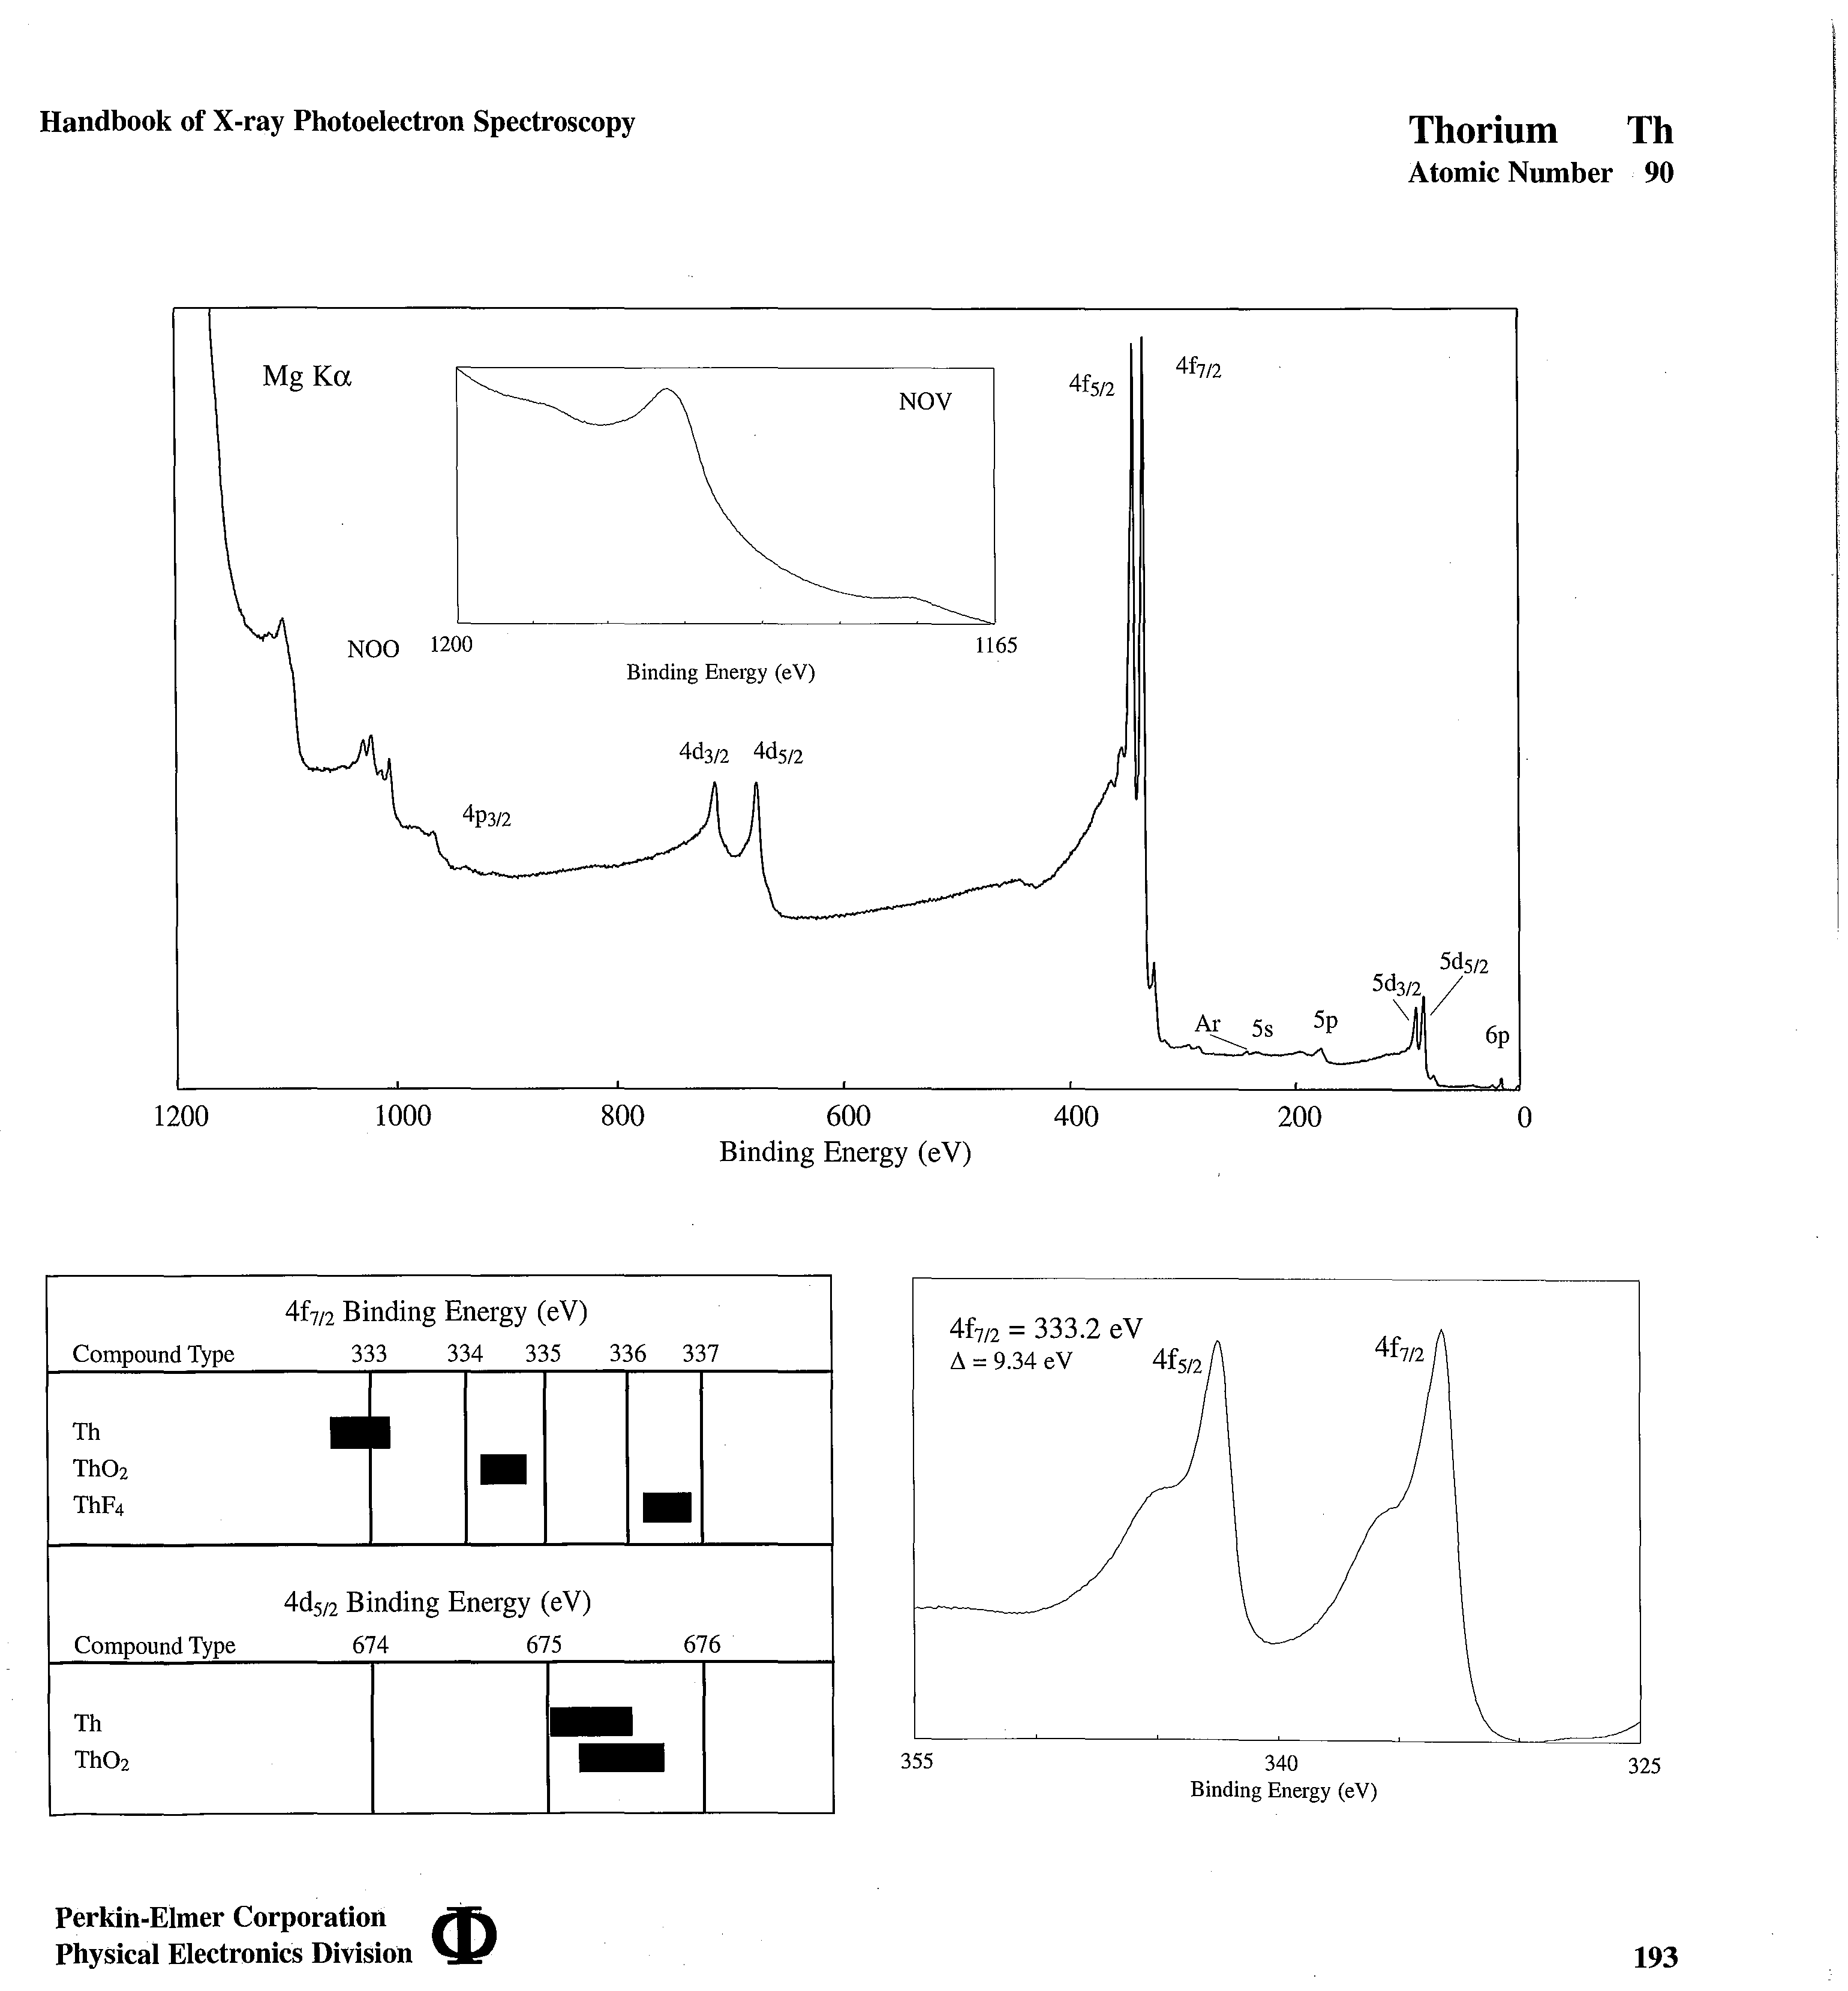 Handbook of X-ray Photoelectron Spectroscopy
Thorium Th
Atomic Number 90
Mg Kα
NOV
4f5/2
4f7/2
NOO
1200
1165
Binding Energy (eV)
4d3/2
4d5/2
4p3/2
Ar
5s
5p
5d3/2
5d5/2
6p
1200
1000
800
600
400
200
0
Binding Energy (eV)
4f7/2 Binding Energy (eV)
Compound Type 333 334 335 336 337
Th
ThO2
ThF4
4d5/2 Binding Energy (eV)
Compound Type 674 675 676
Th
ThO2
4f7/2 = 333.2 eV
Δ = 9.34 eV
4f5/2
4f7/2
355
340
325
Binding Energy (eV)
Perkin-Elmer Corporation
Physical Electronics Division
Φ
193